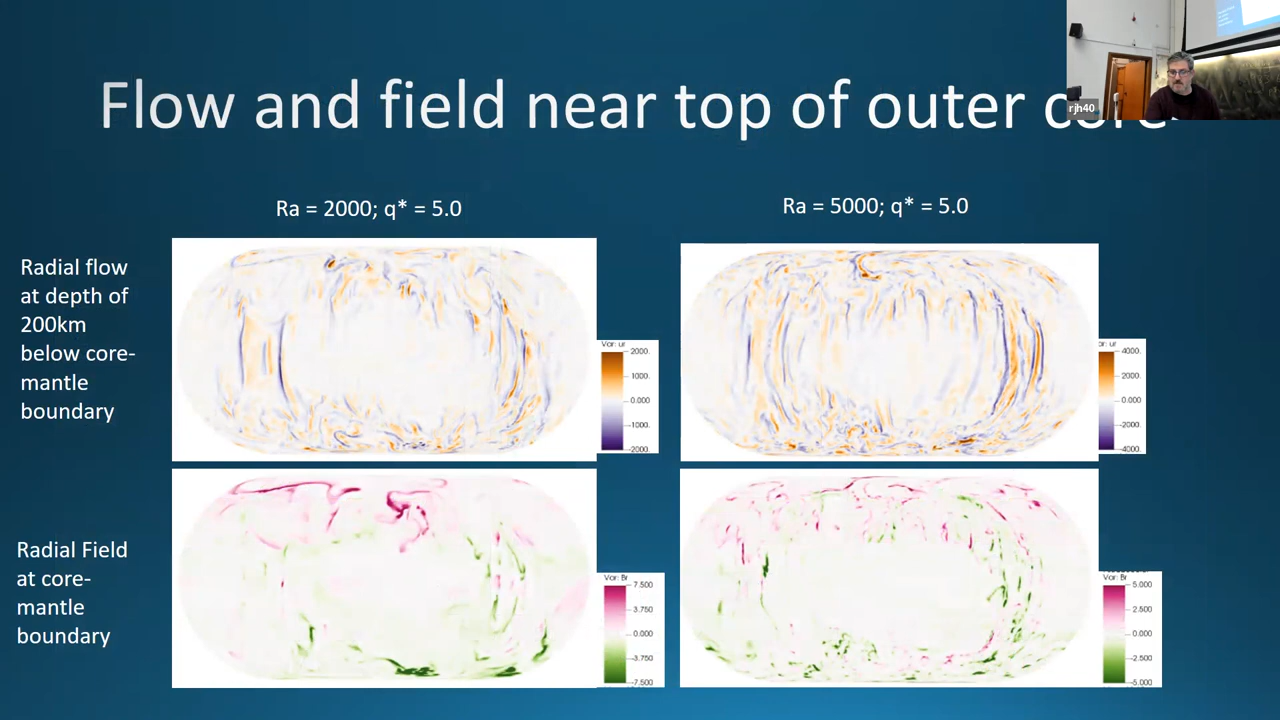 Flow and field near top of outer core
rjh40
Ra = 2000; q* = 5.0
Ra = 5000; q* = 5.0
Radial flow
at depth of
200km
below core-
mantle
boundary
Var: ur
2000.
1000.
0.000
-1000.
-2000.
ar: ur
4000.
2000.
0.000
-2000.
-4000.
Radial Field
at core-
mantle
boundary
Var: Br
7.500
3.750
0.000
-3.750
-7.500
Var: Br
5.000
2.500
0.000
-2.500
-5.000